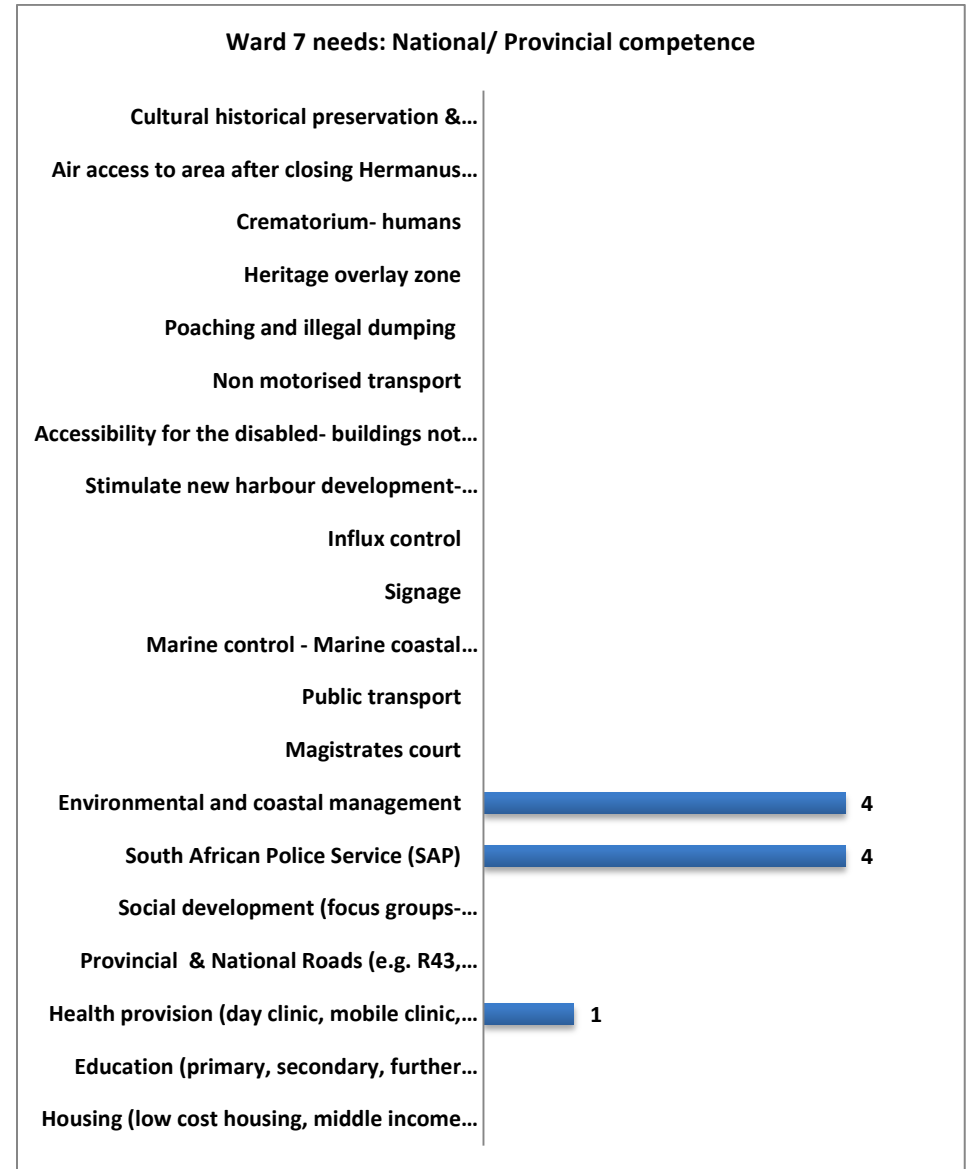 Ward 7 needs: National/ Provincial competence
Cultural historical preservation &...
Air access to area after closing Hermanus...
Crematorium- humans
Heritage overlay zone
Poaching and illegal dumping
Non motorised transport
Accessibility for the disabled- buildings not...
Stimulate new harbour development-...
Influx control
Signage
Marine control - Marine coastal...
Public transport
Magistrates court
Environmental and coastal management 4
South African Police Service (SAP) 4
Social development (focus groups-...
Provincial & National Roads (e.g. R43,...
Health provision (day clinic, mobile clinic,... 1
Education (primary, secondary, further...
Housing (low cost housing, middle income...